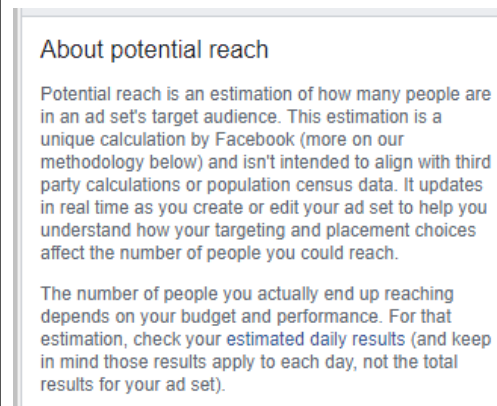 About potential reach
Potential reach is an estimation of how many people are
in an ad set's target audience. This estimation is a
unique calculation by Facebook (more on our
methodology below) and isn't intended to align with third
party calculations or population census data. It updates
in real time as you create or edit your ad set to help you
understand how your targeting and placement choices
affect the number of people you could reach.
The number of people you actually end up reaching
depends on your budget and performance. For that
estimation, check your estimated daily results (and keep
in mind those results apply to each day, not the total
results for your ad set).